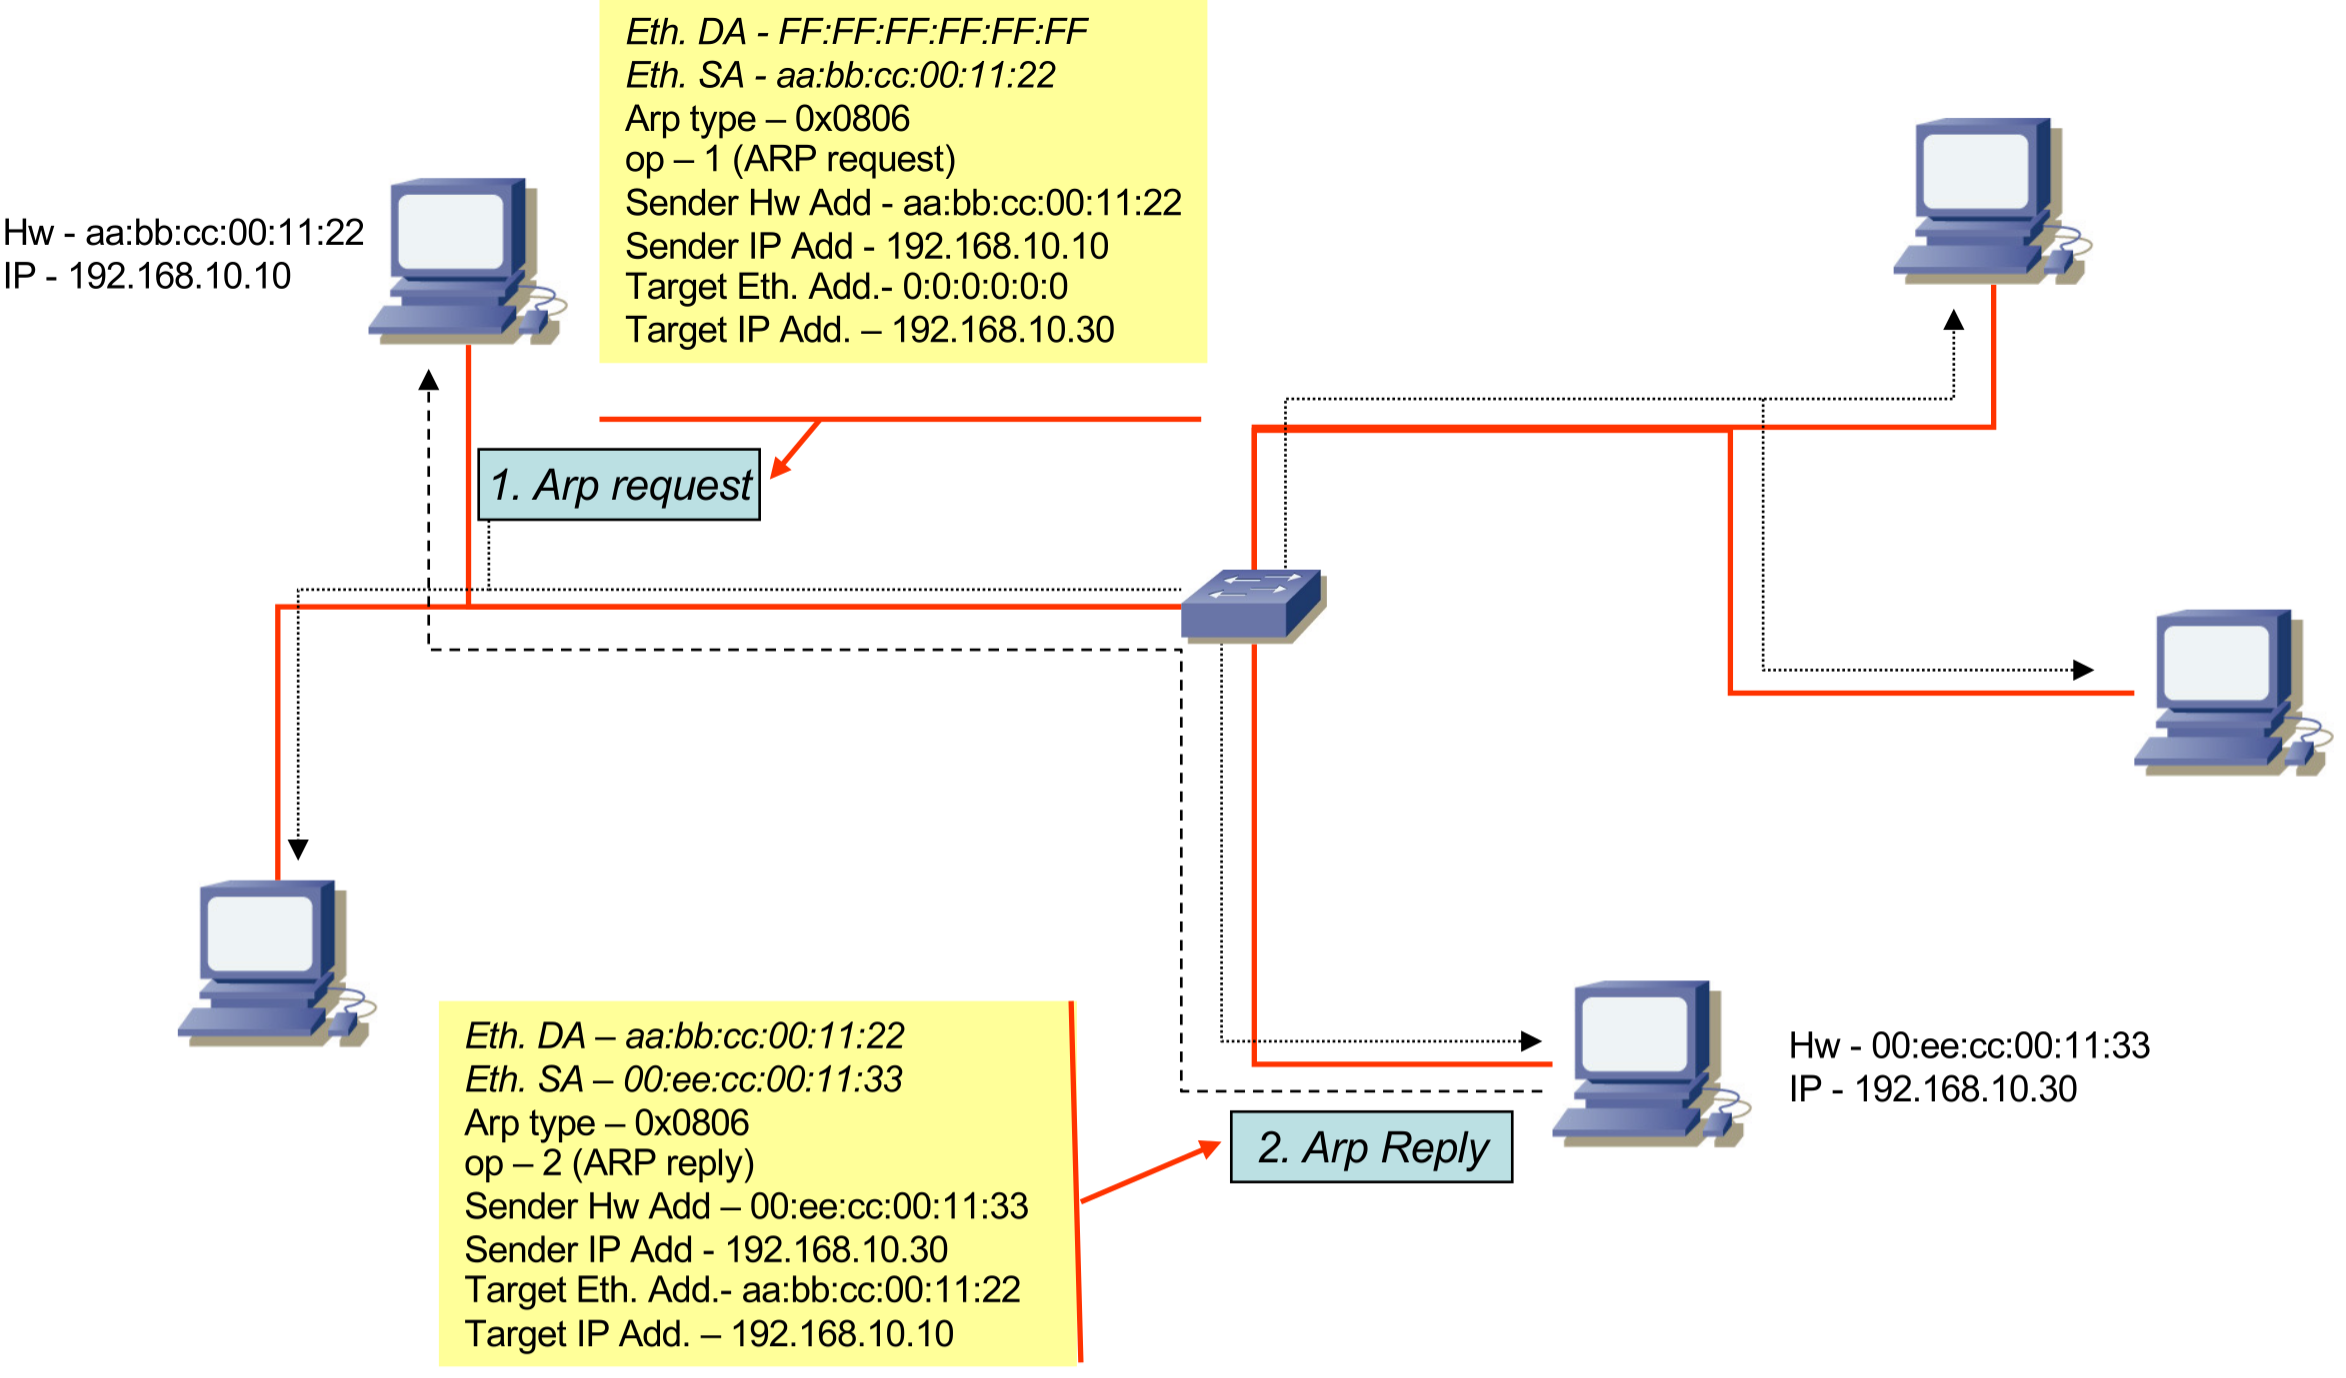 Eth. DA - FF:FF:FF:FF:FF:FF
Eth. SA - aa:bb:cc:00:11:22
Arp type – 0x0806
op – 1 (ARP request)
Sender Hw Add - aa:bb:cc:00:11:22
Sender IP Add - 192.168.10.10
Target Eth. Add.- 0:0:0:0:0:0
Target IP Add. – 192.168.10.30
Hw - aa:bb:cc:00:11:22
IP - 192.168.10.10
1. Arp request
Eth. DA – aa:bb:cc:00:11:22
Eth. SA – 00:ee:cc:00:11:33
Arp type – 0x0806
op – 2 (ARP reply)
Sender Hw Add – 00:ee:cc:00:11:33
Sender IP Add - 192.168.10.30
Target Eth. Add.- aa:bb:cc:00:11:22
Target IP Add. – 192.168.10.10
2. Arp Reply
Hw - 00:ee:cc:00:11:33
IP - 192.168.10.30